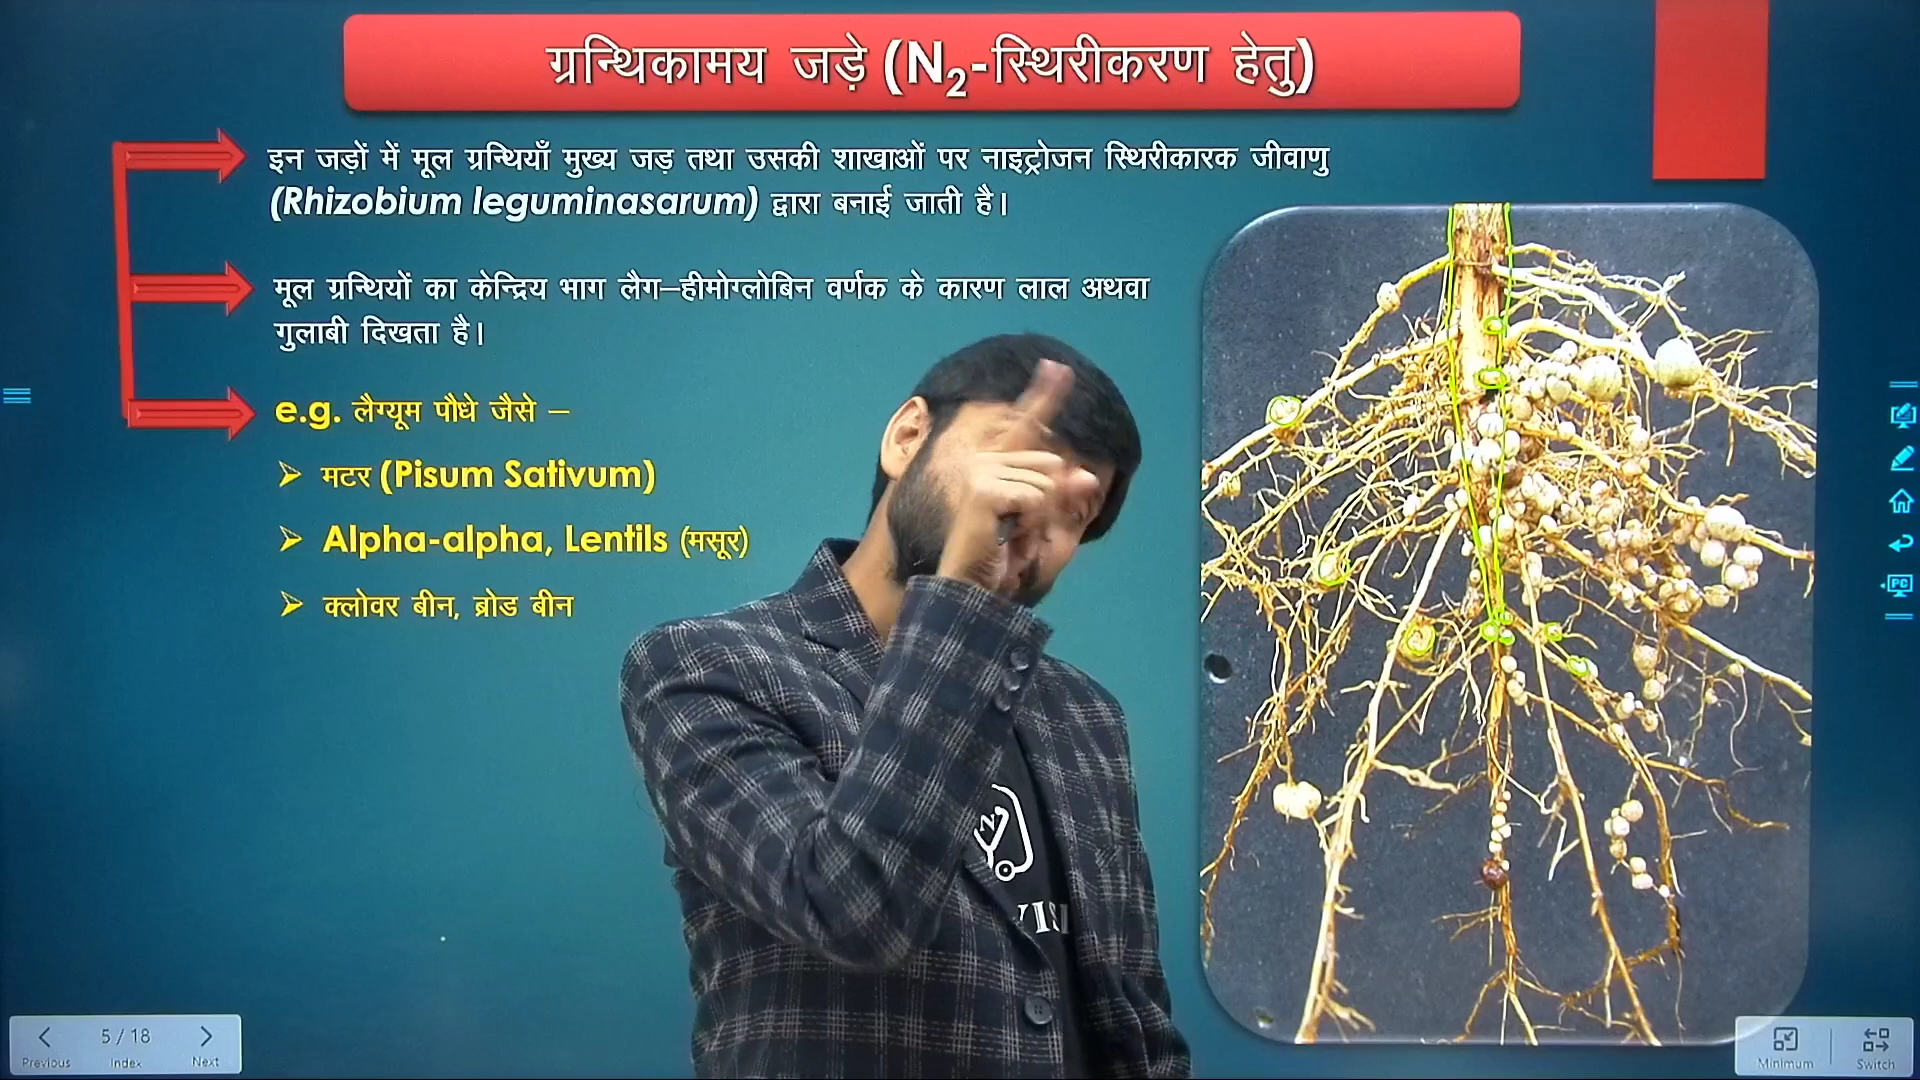 ग्रन्थिकामय जड़े (N₂-स्थिरीकरण हेतु)
इन जड़ों में मूल ग्रन्थियाँ मुख्य जड़ तथा उसकी शाखाओं पर नाइट्रोजन स्थिरीकारक जीवाणु
(Rhizobium leguminasarum) द्वारा बनाई जाती है।
मूल ग्रन्थियों का केन्द्रिय भाग लैग–हीमोग्लोबिन वर्णक के कारण लाल अथवा
गुलाबी दिखता है।
e.g. लैग्यूम पौधे जैसे –
➢ मटर (Pisum Sativum)
➢ Alpha-alpha, Lentils (मसूर)
➢ क्लोवर बीन, ब्रोड बीन
PC
5 / 18
Previous Index Next
Minimum Switch